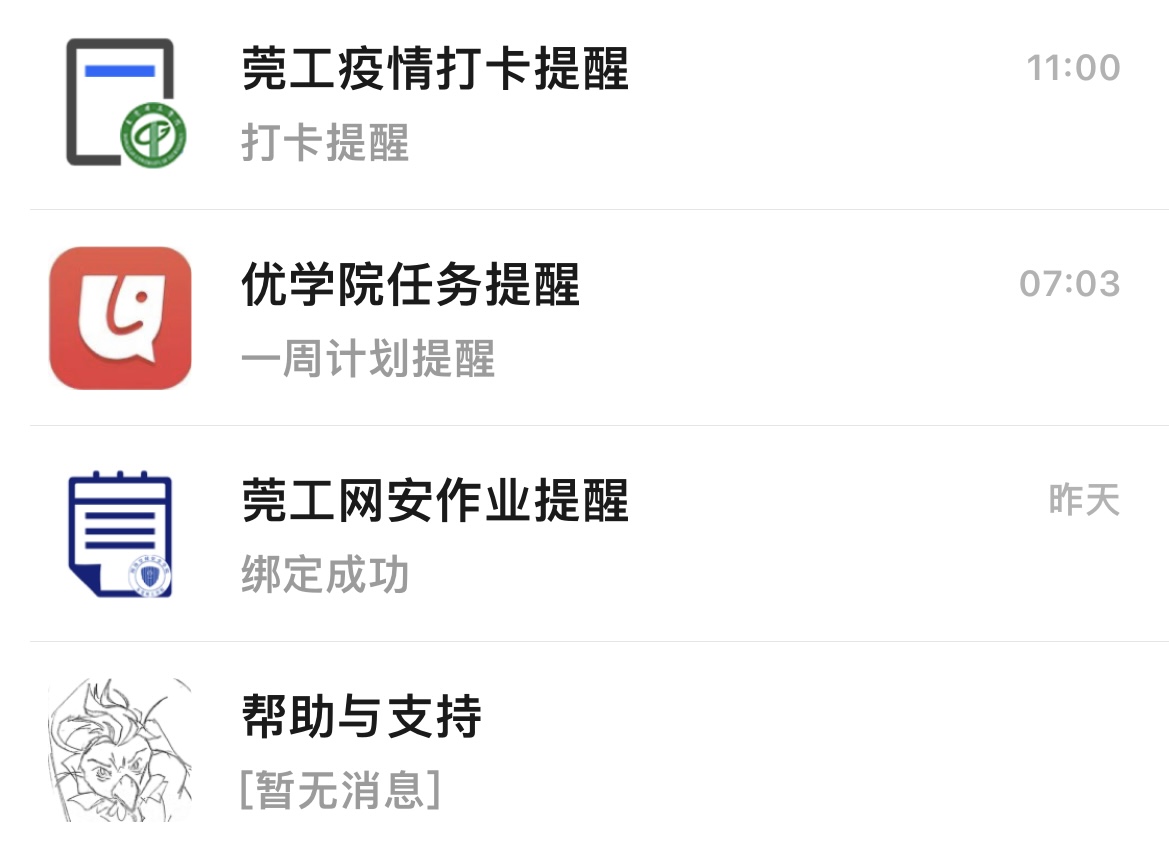 莞工疫情打卡提醒
11:00
打卡提醒
优学院任务提醒
07:03
一周计划提醒
莞工网安作业提醒
昨天
绑定成功
帮助与支持
[暂无消息]